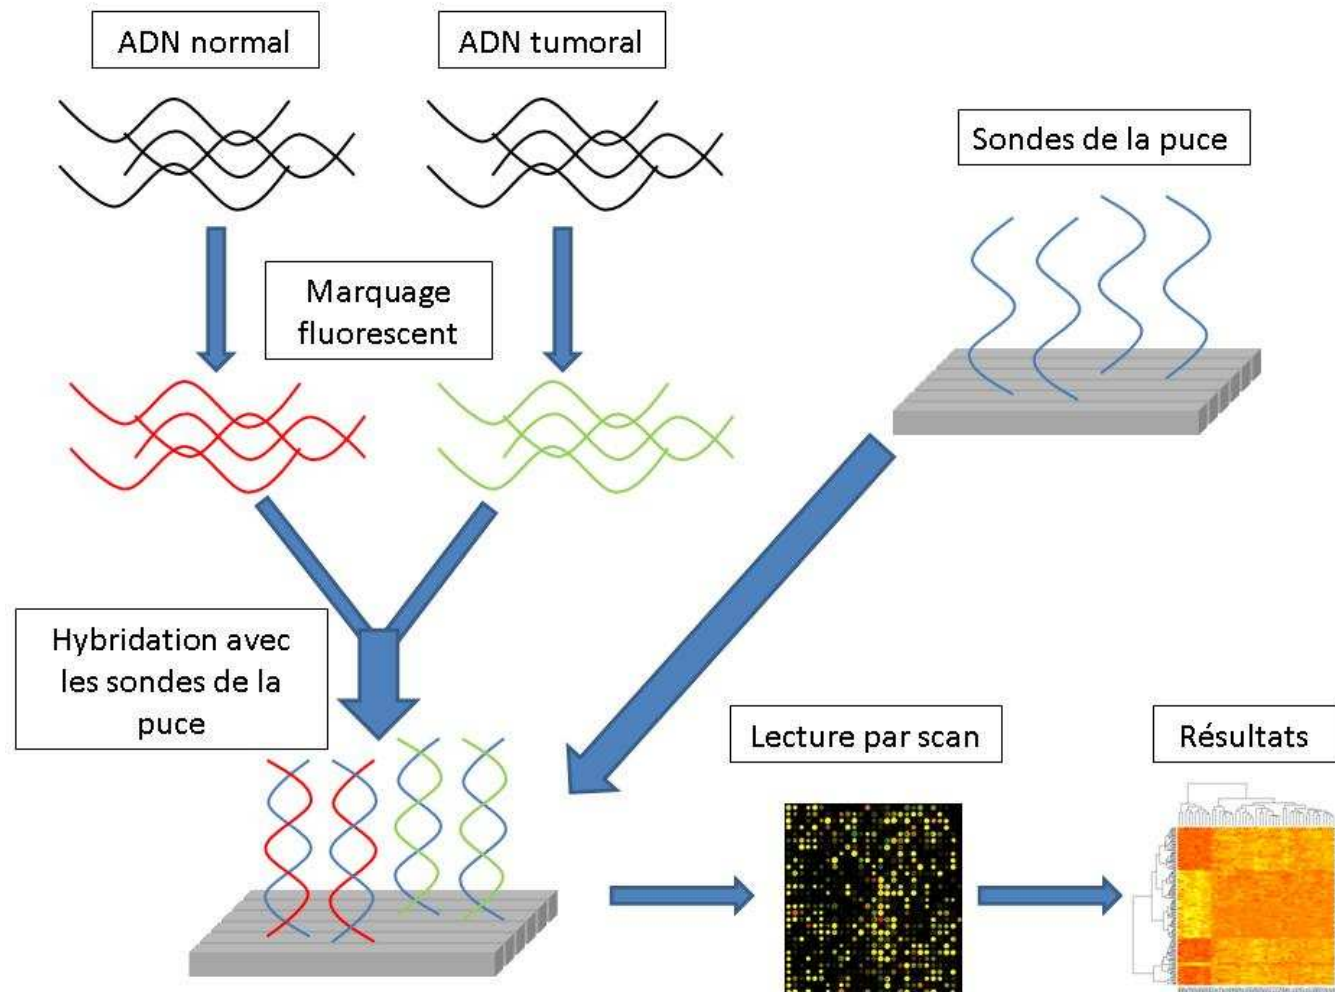 ADN normal
ADN tumoral
Sondes de la puce
Marquage
fluorescent
Hybridation avec
les sondes de la
puce
Lecture par scan
Résultats